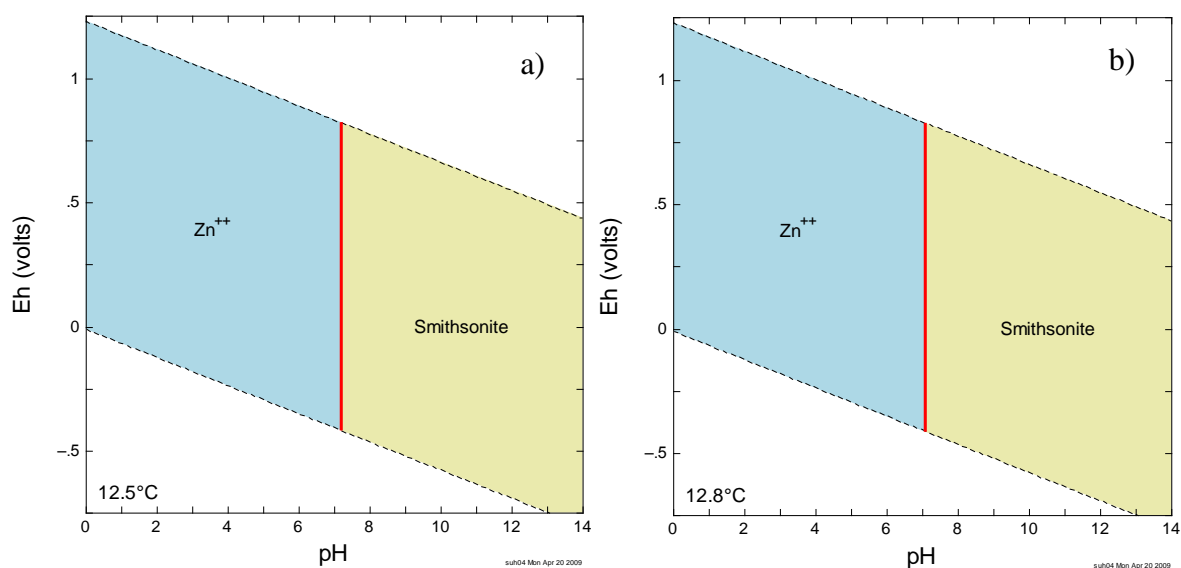 a)
1
.5
0
–.5
Eh (volts)
Zn++
Smithsonite
12.5°C
0 2 4 6 8 10 12 14
pH
suh04 Mon Apr 20 2009
b)
1
.5
0
–.5
Eh (volts)
Zn++
Smithsonite
12.8°C
0 2 4 6 8 10 12 14
pH
suh04 Mon Apr 20 2009